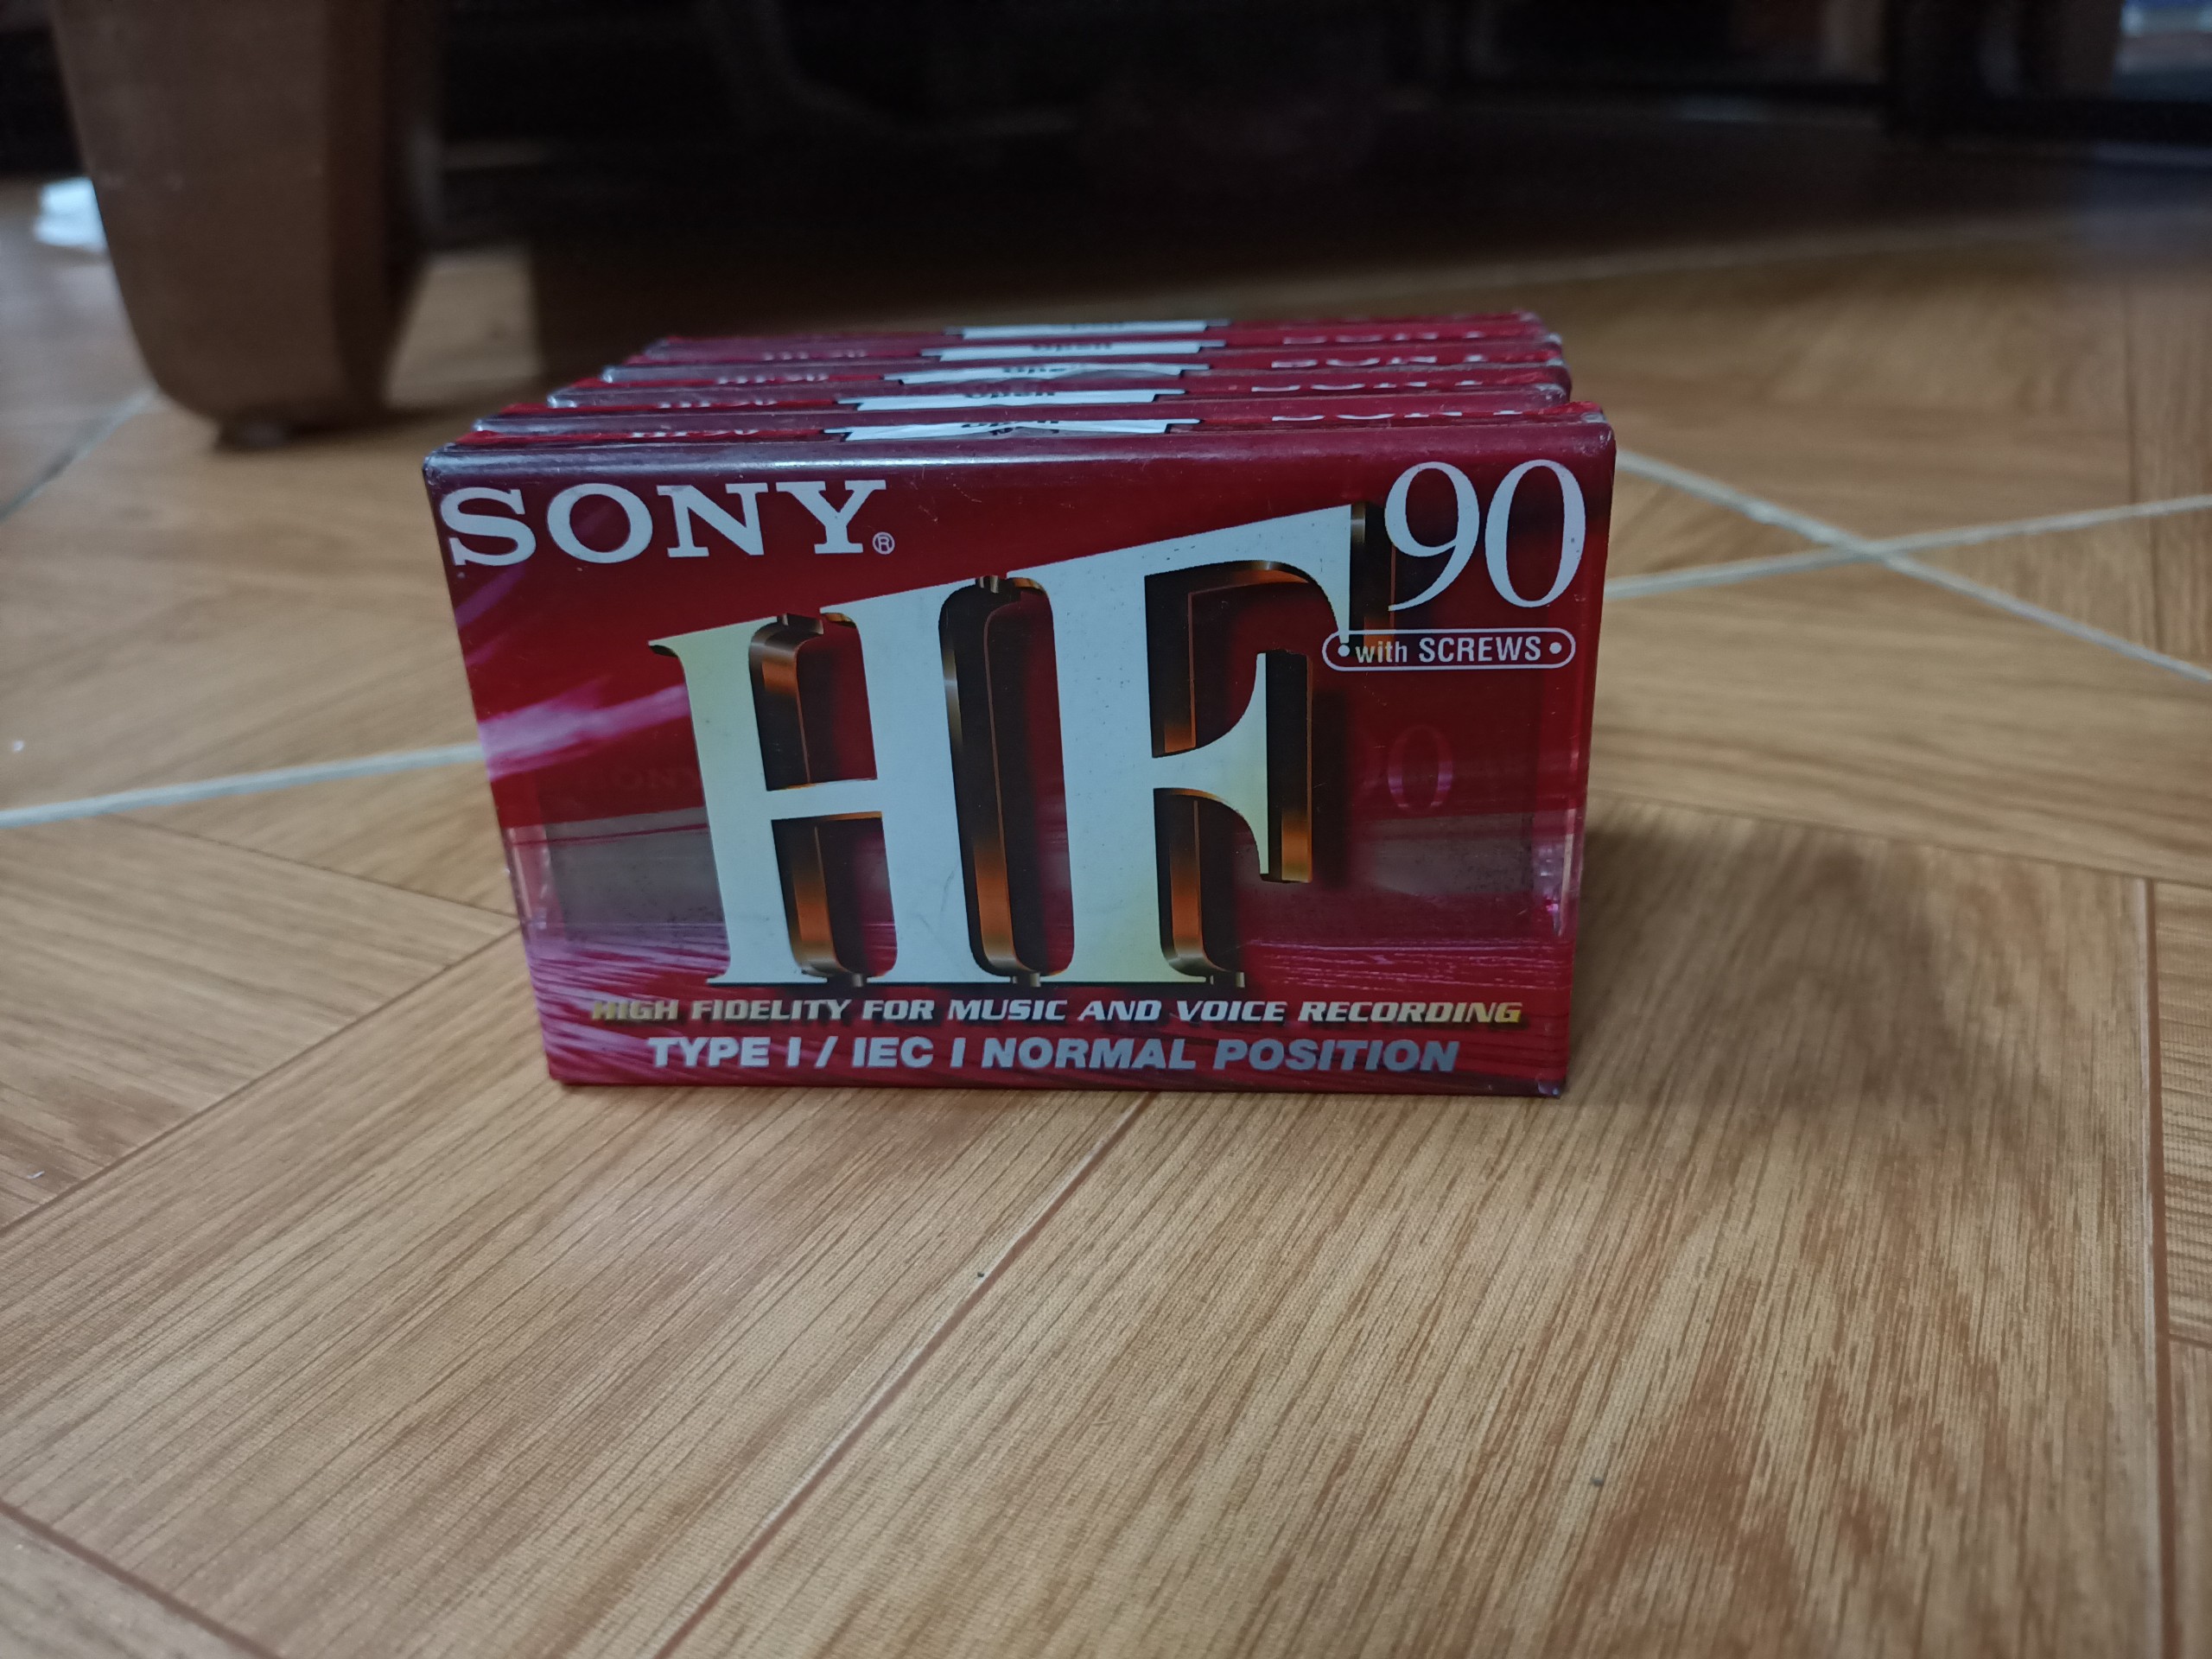 SONY®
90
HF
with SCREWS
HIGH FIDELITY FOR MUSIC AND VOICE RECORDING
TYPE I / IEC I NORMAL POSITION